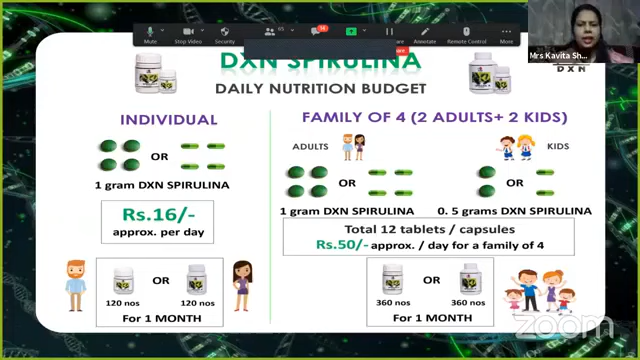 65
Mute
Stop Video
Security
Annotate
Remote Control
More
Mrs Kavita Sh...
DXN
DXN SPIRULINA
DAILY NUTRITION BUDGET
INDIVIDUAL
OR
1 gram DXN SPIRULINA
Rs.16/-
approx. per day
OR
120 nos
120 nos
For 1 MONTH
FAMILY OF 4 (2 ADULTS+ 2 KIDS)
ADULTS
KIDS
OR
OR
1 gram DXN SPIRULINA
0. 5 grams DXN SPIRULINA
Total 12 tablets / capsules
Rs.50/- approx. / day for a family of 4
OR
360 nos
360 nos
For 1 MONTH
zoom